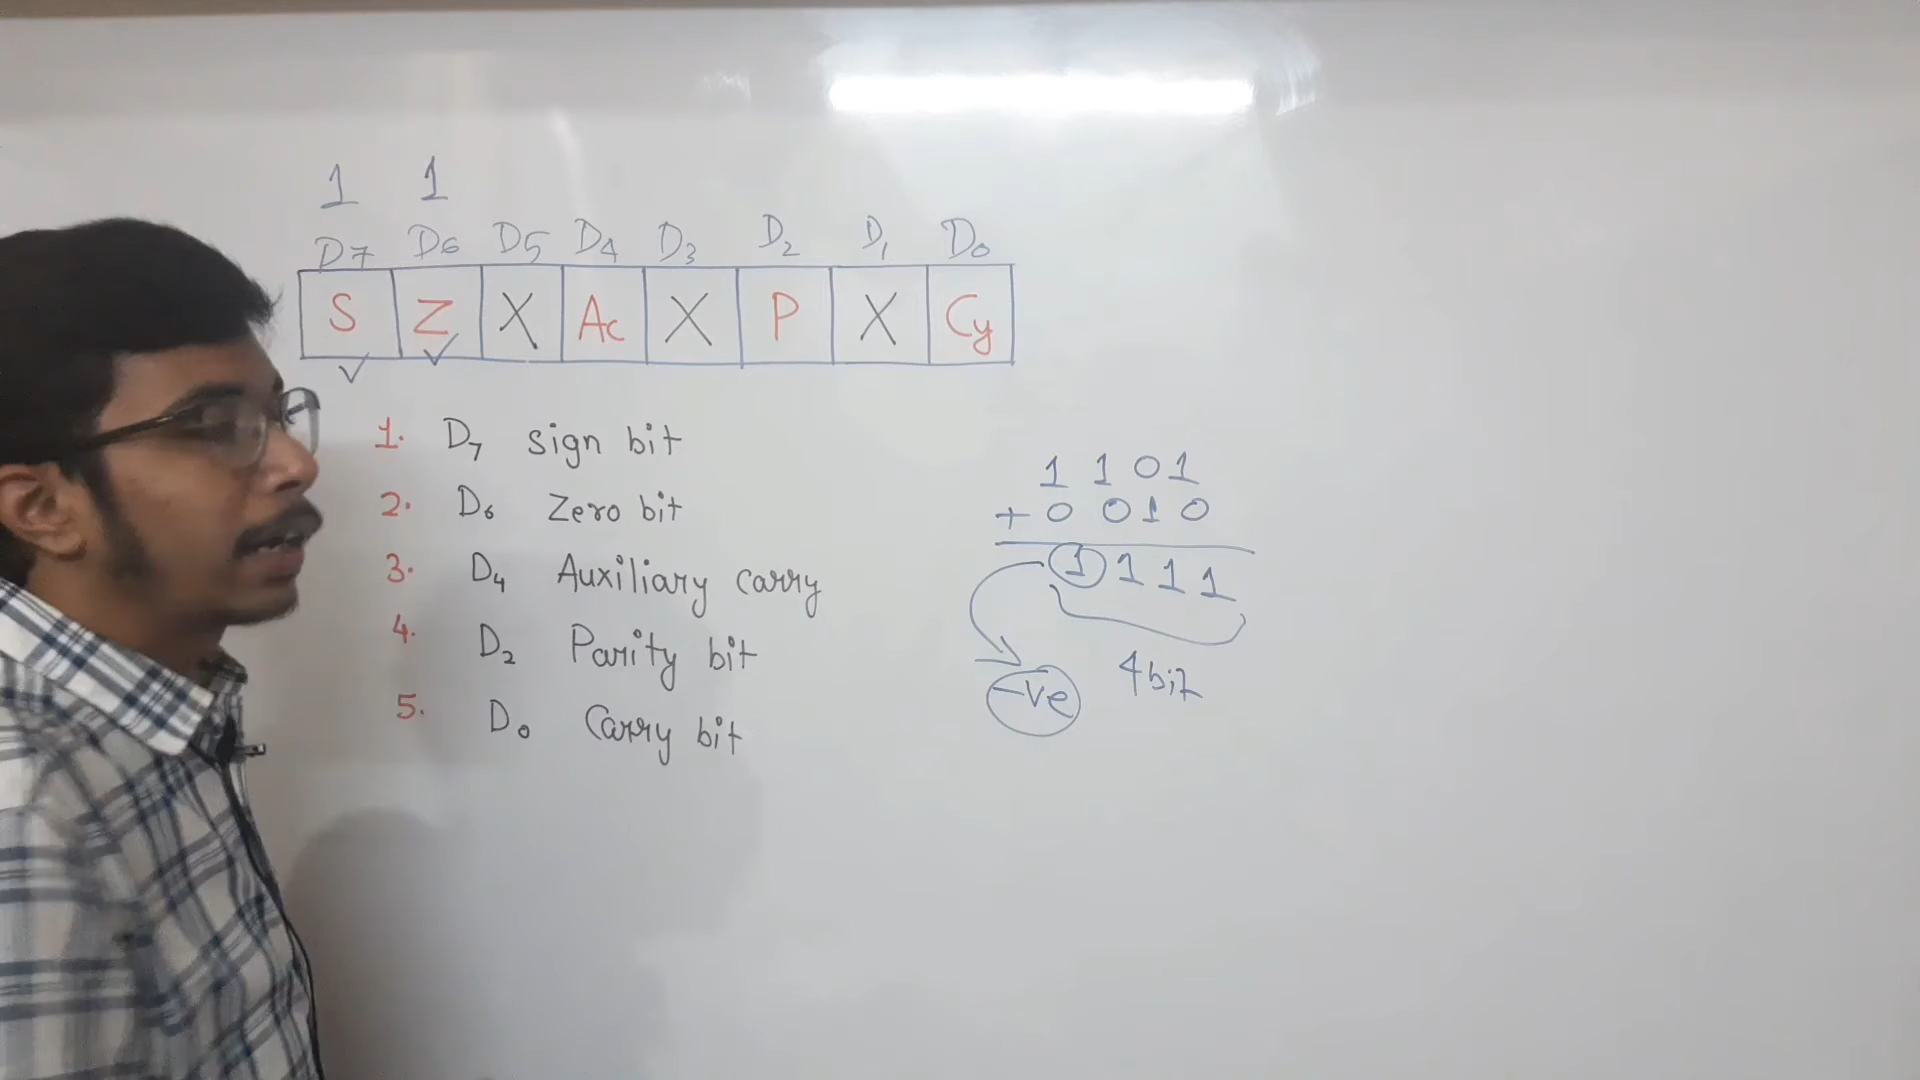 1 1
D7 D6 D5 D4 D3 D2 D1 D0
S Z X Ac X P X Cy
1. D7 sign bit
2. D6 Zero bit
3. D4 Auxiliary carry
4. D2 Parity bit
5. D0 Carry bit
1 1 0 1
+ 0 0 1 0
1 1 1 1
-ve 4bit